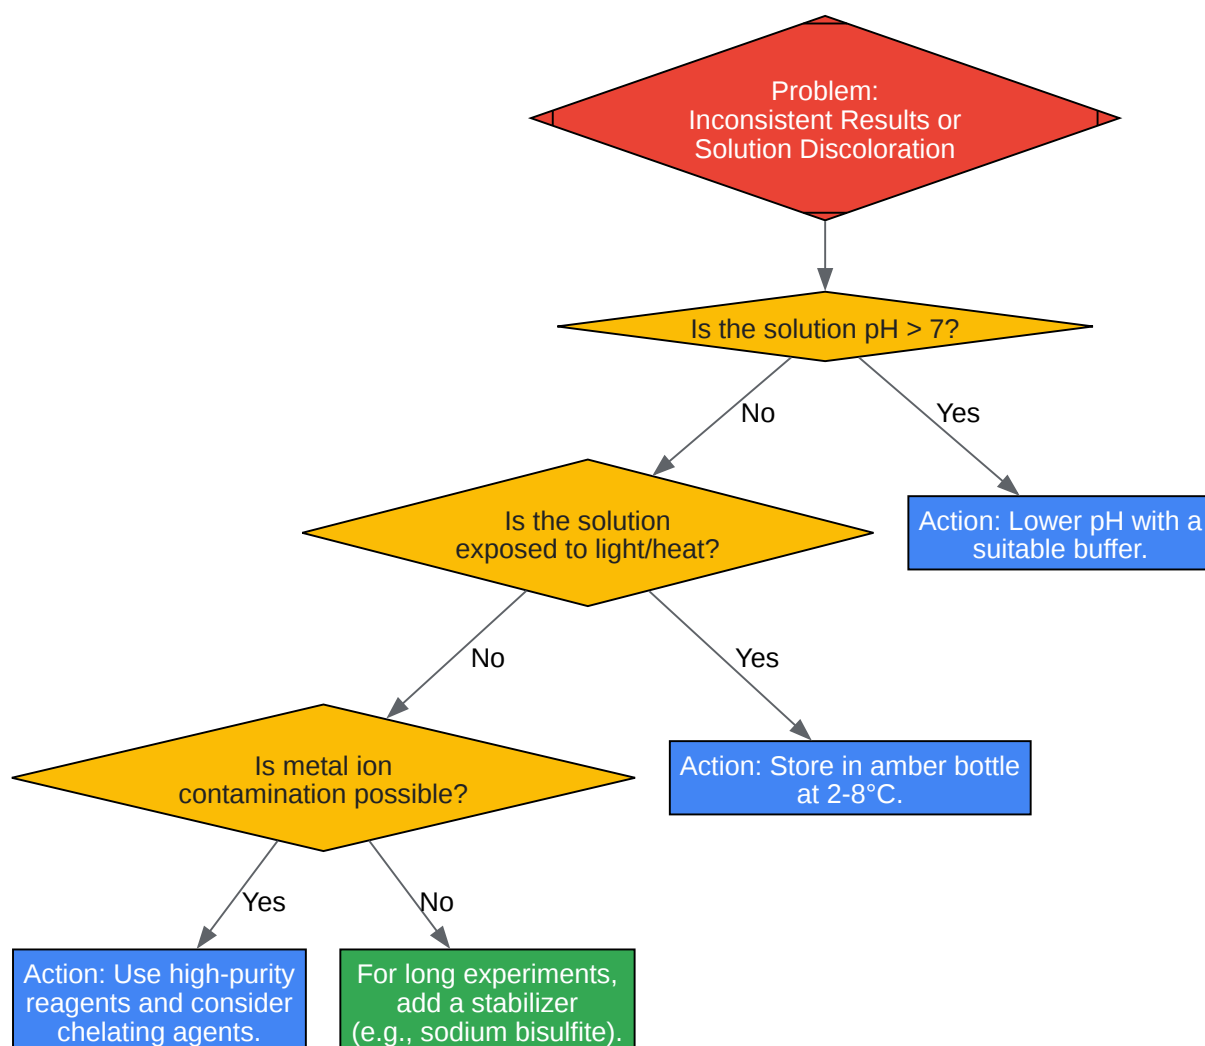 Problem:
Inconsistent Results or
Solution Discoloration
Is the solution pH > 7?
No
Yes
Is the solution
exposed to light/heat?
Action: Lower pH with a
suitable buffer.
No
Yes
Is metal ion
contamination possible?
Action: Store in amber bottle
at 2-8°C.
Yes
No
Action: Use high-purity
reagents and consider
chelating agents.
For long experiments,
add a stabilizer
(e.g., sodium bisulfite).